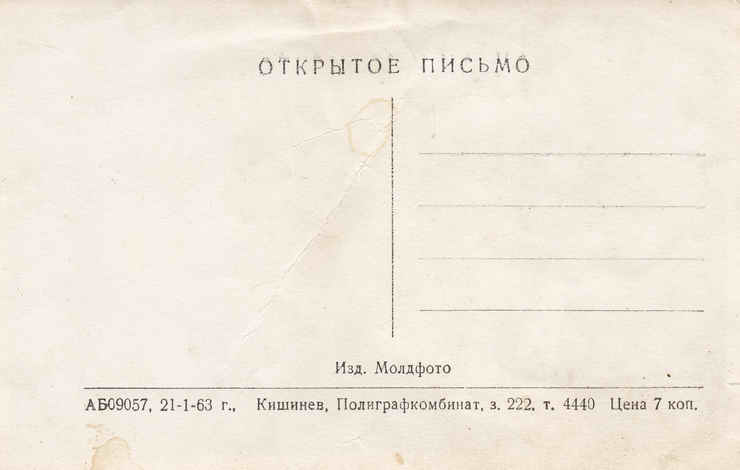 ОТКРЫТОЕ ПИСЬМО
Изд. Молдфото
АБ09057, 21-1-63 г., Кишинев, Полиграфкомбинат, з. 222, т. 4440 Цена 7 коп.